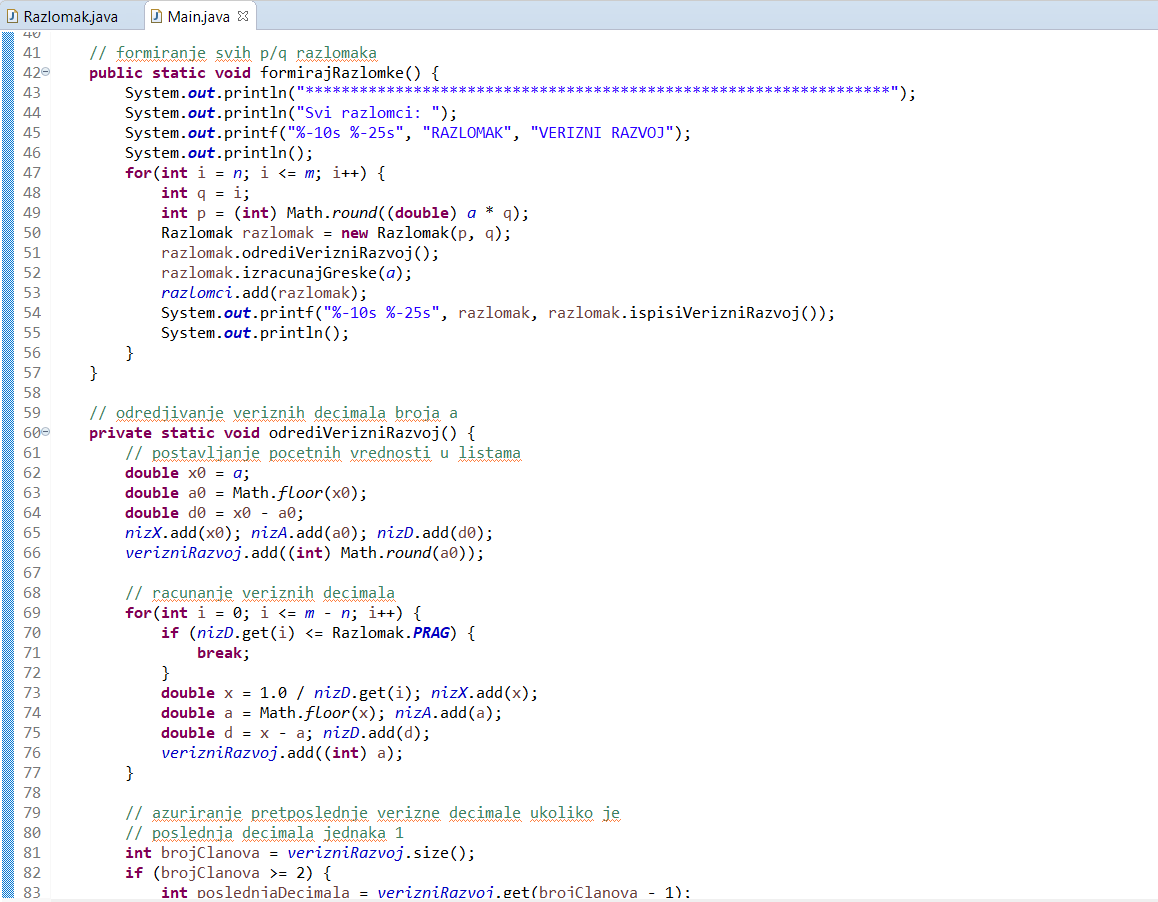 Razlomak.java Main.java
40
41 // formiranje svih p/q razlomaka
42 public static void formirajRazlomke() {
43 System.out.println("*****************************************************************");
44 System.out.println("Svi razlomci: ");
45 System.out.printf("%-10s %-25s", "RAZLOMAK", "VERIZNI RAZVOJ");
46 System.out.println();
47 for(int i = n; i <= m; i++) {
48 int q = i;
49 int p = (int) Math.round((double) a * q);
50 Razlomak razlomak = new Razlomak(p, q);
51 razlomak.odrediVerizniRazvoj();
52 razlomak.izracunajGreske(a);
53 razlomci.add(razlomak);
54 System.out.printf("%-10s %-25s", razlomak, razlomak.ispisiVerizniRazvoj());
55 System.out.println();
56 }
57 }
58
59 // odredjivanje veriznih decimala broja a
60 private static void odrediVerizniRazvoj() {
61 // postavljanje pocetnih vrednosti u listama
62 double x0 = a;
63 double a0 = Math.floor(x0);
64 double d0 = x0 - a0;
65 nizX.add(x0); nizA.add(a0); nizD.add(d0);
66 verizniRazvoj.add((int) Math.round(a0));
67
68 // racunanje veriznih decimala
69 for(int i = 0; i <= m - n; i++) {
70 if (nizD.get(i) <= Razlomak.PRAG) {
71 break;
72 }
73 double x = 1.0 / nizD.get(i); nizX.add(x);
74 double a = Math.floor(x); nizA.add(a);
75 double d = x - a; nizD.add(d);
76 verizniRazvoj.add((int) a);
77 }
78
79 // azuriranje pretposlednje verizne decimale ukoliko je
80 // poslednja decimala jednaka 1
81 int brojClanova = verizniRazvoj.size();
82 if (brojClanova >= 2) {
83 int poslednjaDecimala = verizniRazvoj.get(brojClanova - 1);